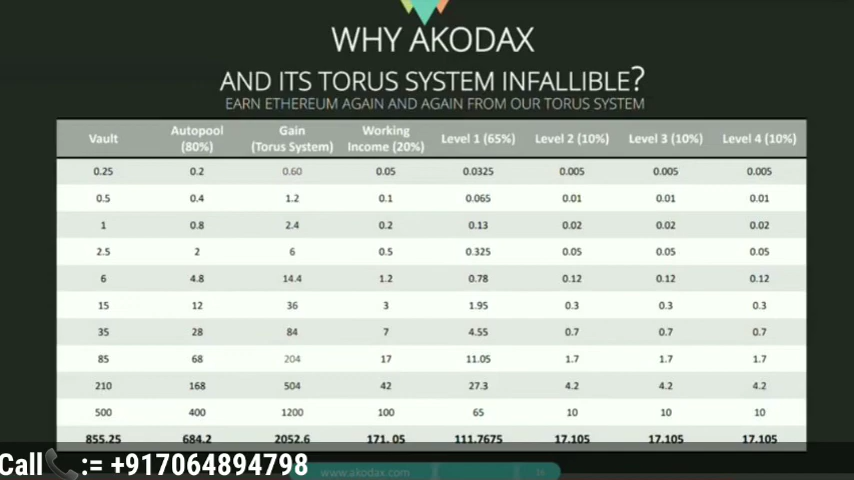 WHY AKODAX
AND ITS TORUS SYSTEM INFALLIBLE?
EARN ETHEREUM AGAIN AND AGAIN FROM OUR TORUS SYSTEM
Vault Autopool (80%) Gain (Torus System) Working Income (20%) Level 1 (65%) Level 2 (10%) Level 3 (10%) Level 4 (10%)
0.25 0.2 0.60 0.05 0.0325 0.005 0.005 0.005
0.5 0.4 1.2 0.1 0.065 0.01 0.01 0.01
1 0.8 2.4 0.2 0.13 0.02 0.02 0.02
2.5 2 6 0.5 0.325 0.05 0.05 0.05
6 4.8 14.4 1.2 0.78 0.12 0.12 0.12
15 12 36 3 1.95 0.3 0.3 0.3
35 28 84 7 4.55 0.7 0.7 0.7
85 68 204 17 11.05 1.7 1.7 1.7
210 168 504 42 27.3 4.2 4.2 4.2
500 400 1200 100 65 10 10 10
855.25 684.2 2052.6 171. 05 111.7675 17.105 17.105 17.105
Call📞:= +917064894798
www.akodax.com